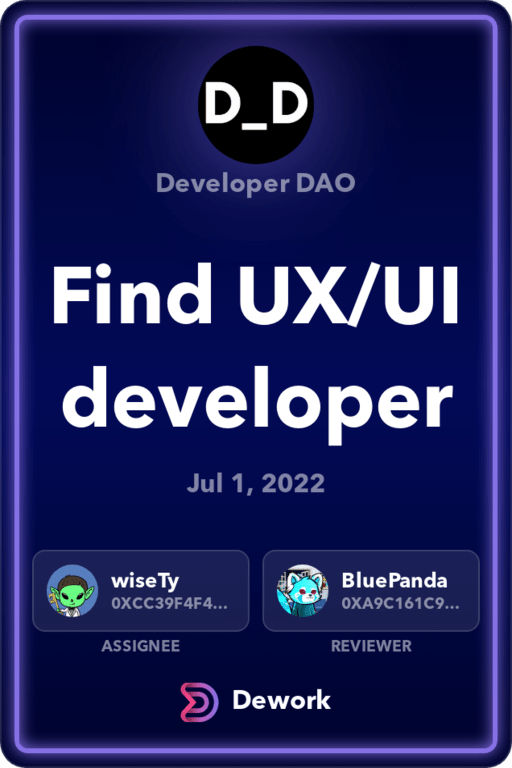 D_D
Developer DAO
Find UX/UI
developer
Jul 1, 2022
wiseTy
0XCC39F4F4...
ASSIGNEE
BluePanda
0XA9C161C9...
REVIEWER
Dework